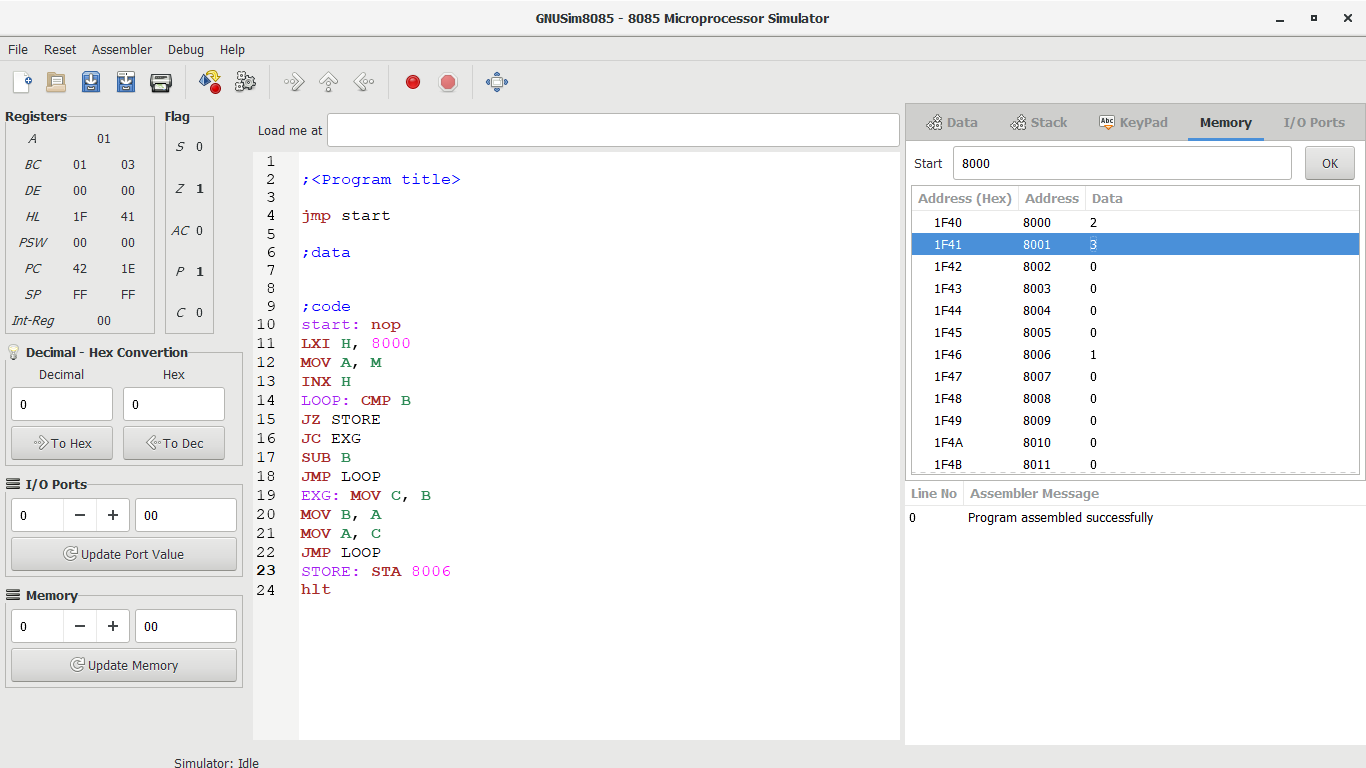 GNUSim8085 - 8085 Microprocessor Simulator
File Reset Assembler Debug Help
Registers
A 01
BC 01 03
DE 00 00
HL 1F 41
PSW 00 00
PC 42 1E
SP FF FF
Int-Reg 00
Flag
S 0
Z 1
AC 0
P 1
C 0
Decimal - Hex Convertion
Decimal Hex
0 0
To Hex To Dec
I/O Ports
0 − + 00
Update Port Value
Memory
0 − + 00
Update Memory
Load me at
1
2 ;<Program title>
3
4 jmp start
5
6 ;data
7
8
9 ;code
10 start: nop
11 LXI H, 8000
12 MOV A, M
13 INX H
14 LOOP: CMP B
15 JZ STORE
16 JC EXG
17 SUB B
18 JMP LOOP
19 EXG: MOV C, B
20 MOV B, A
21 MOV A, C
22 JMP LOOP
23 STORE: STA 8006
24 hlt
Data Stack Abc KeyPad Memory I/O Ports
Start 8000 OK
Address (Hex) Address Data
1F40 8000 2
1F41 8001 3
1F42 8002 0
1F43 8003 0
1F44 8004 0
1F45 8005 0
1F46 8006 1
1F47 8007 0
1F48 8008 0
1F49 8009 0
1F4A 8010 0
1F4B 8011 0
Line No Assembler Message
0 Program assembled successfully
Simulator: Idle